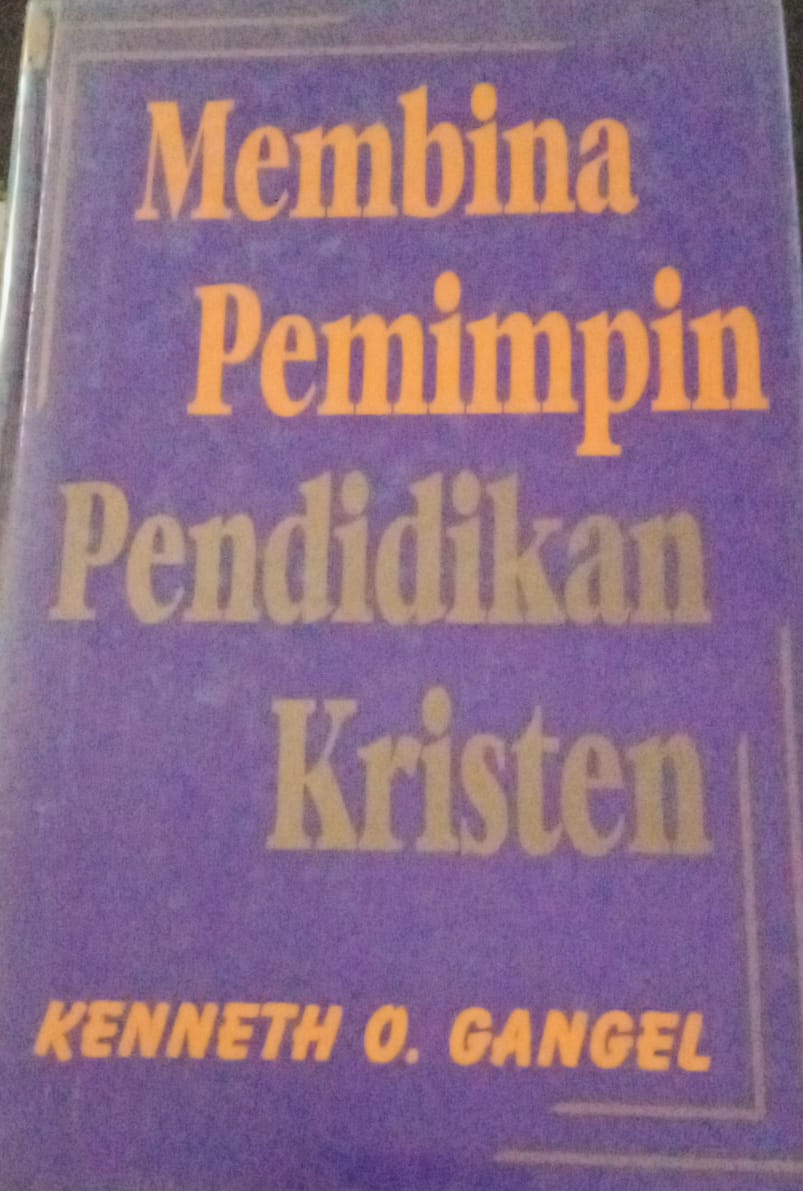 Membina
Pemimpin
Pendidikan
Kristen
KENNETH O. GANGEL